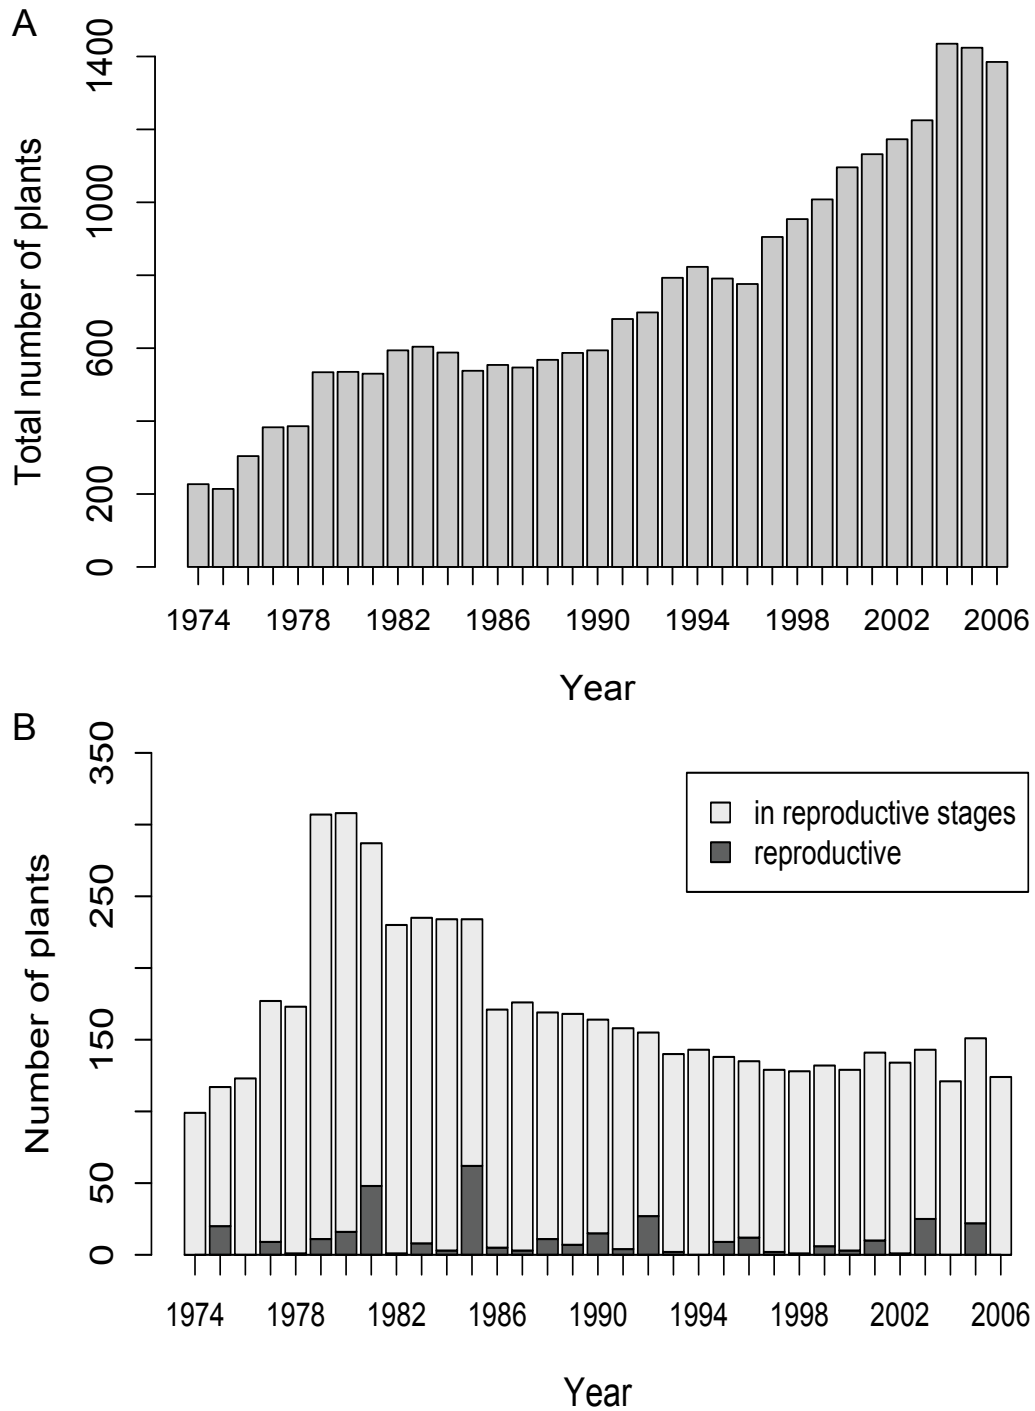 A
Total number of plants
1400
1000
600
200
0
1974 1978 1982 1986 1990 1994 1998 2002 2006
Year
B
Number of plants
350
250
150
50
0
in reproductive stages
reproductive
1974 1978 1982 1986 1990 1994 1998 2002 2006
Year